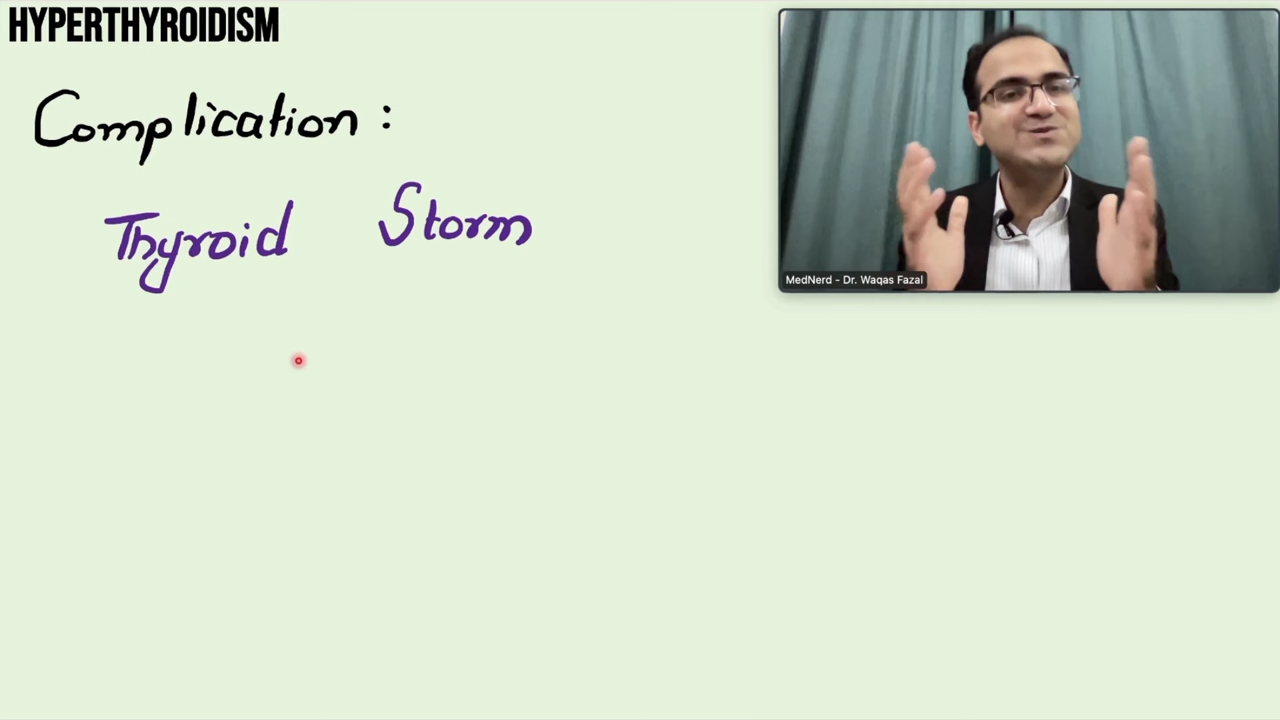 HYPERTHYROIDISM
Complication :
Thyroid Storm
MedNerd - Dr. Waqas Fazal